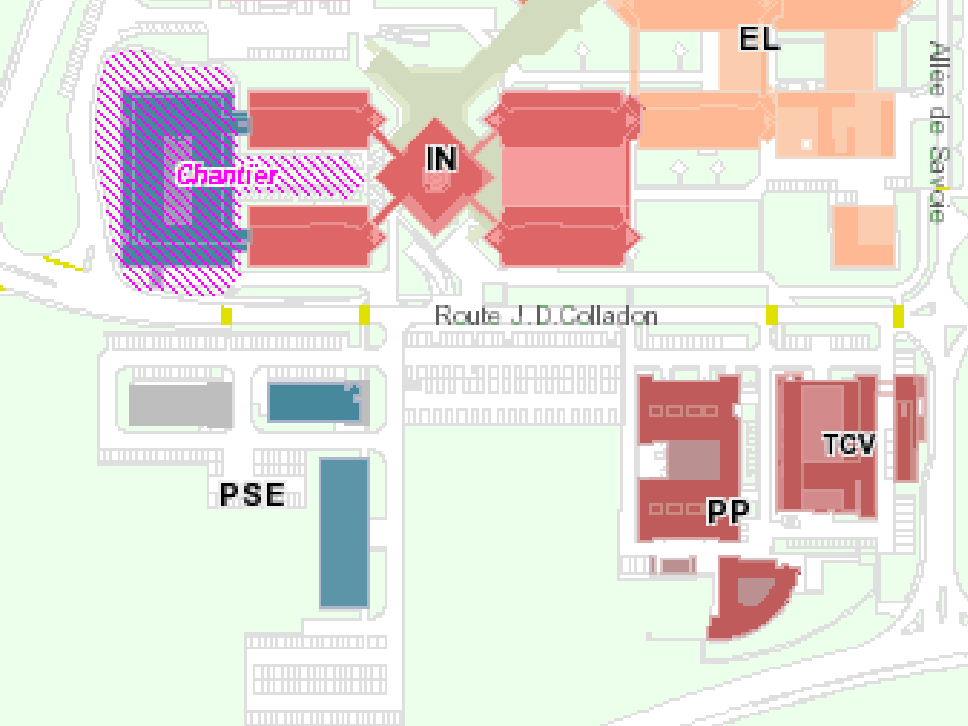 EL
Allée de Savoie
IN
Chantier
Route J.D.Colladon
TCV
PSE
PP